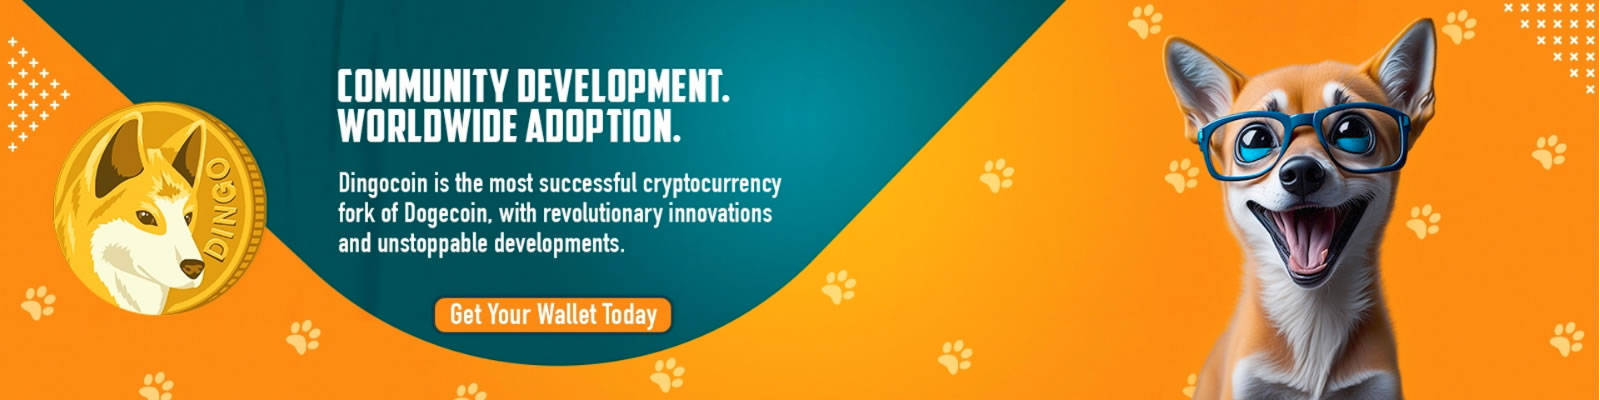 DINGO
COMMUNITY DEVELOPMENT.
WORLDWIDE ADOPTION.
Dingocoin is the most successful cryptocurrency
fork of Dogecoin, with revolutionary innovations
and unstoppable developments.
Get Your Wallet Today